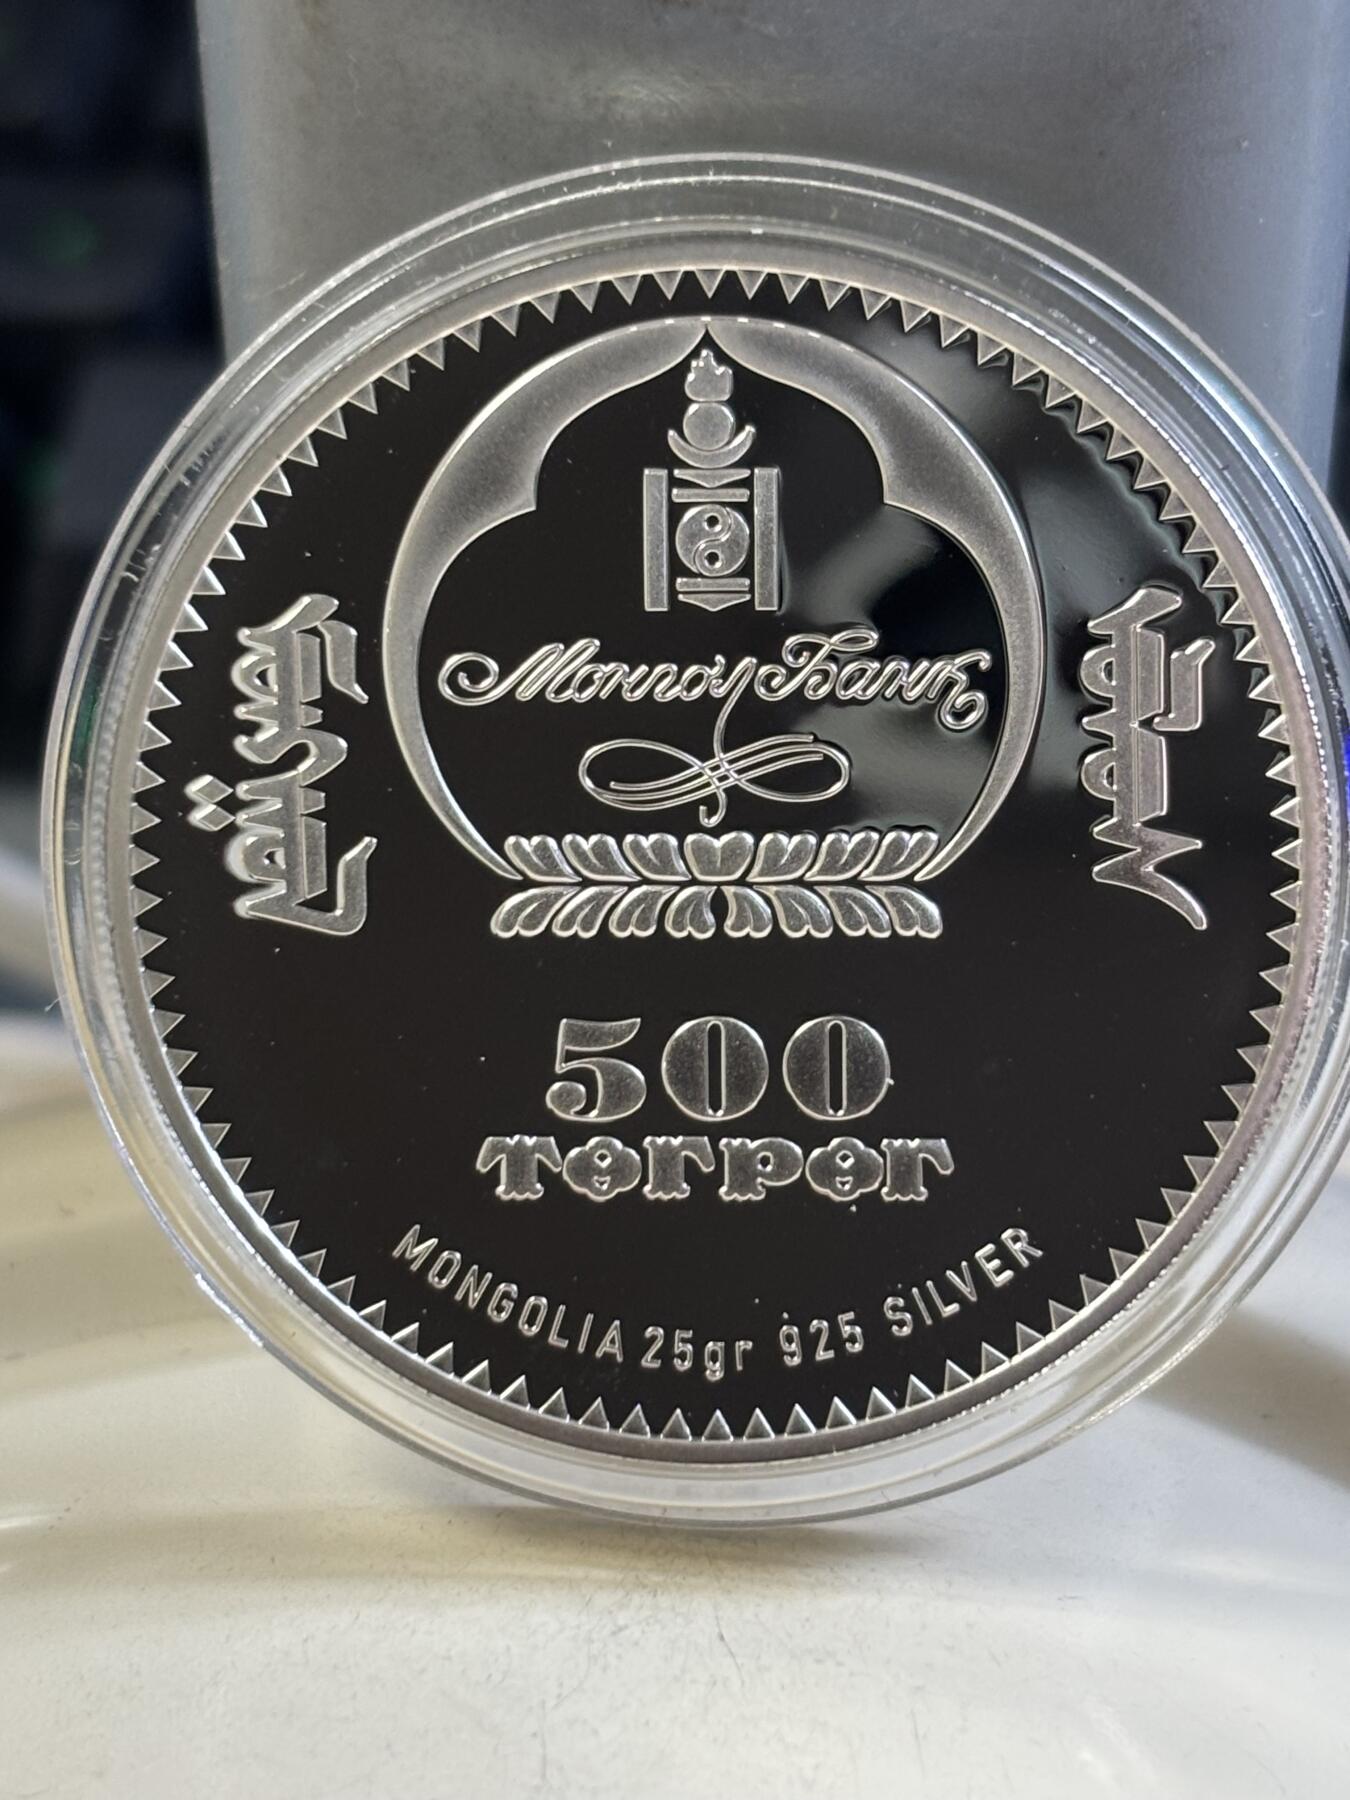 Монгол Банк
500
төгрөг
MONGOLIA 25gr 925 SILVER